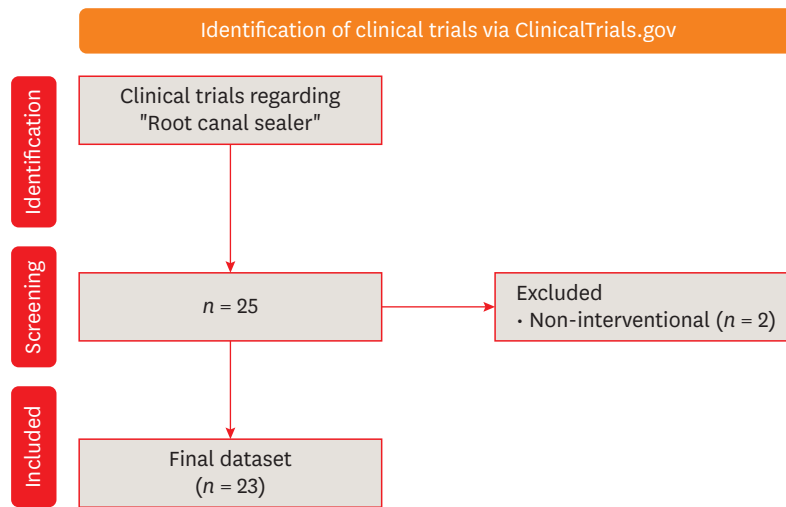 Identification of clinical trials via ClinicalTrials.gov
Identification
Clinical trials regarding
"Root canal sealer"
Screening
n = 25
Excluded
· Non-interventional (n = 2)
Included
Final dataset
(n = 23)